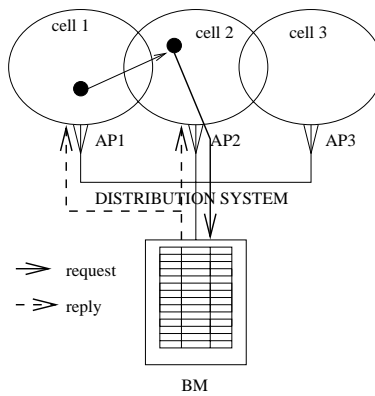 cell 1
cell 2
cell 3
AP1
AP2
AP3
DISTRIBUTION SYSTEM
request
reply
BM